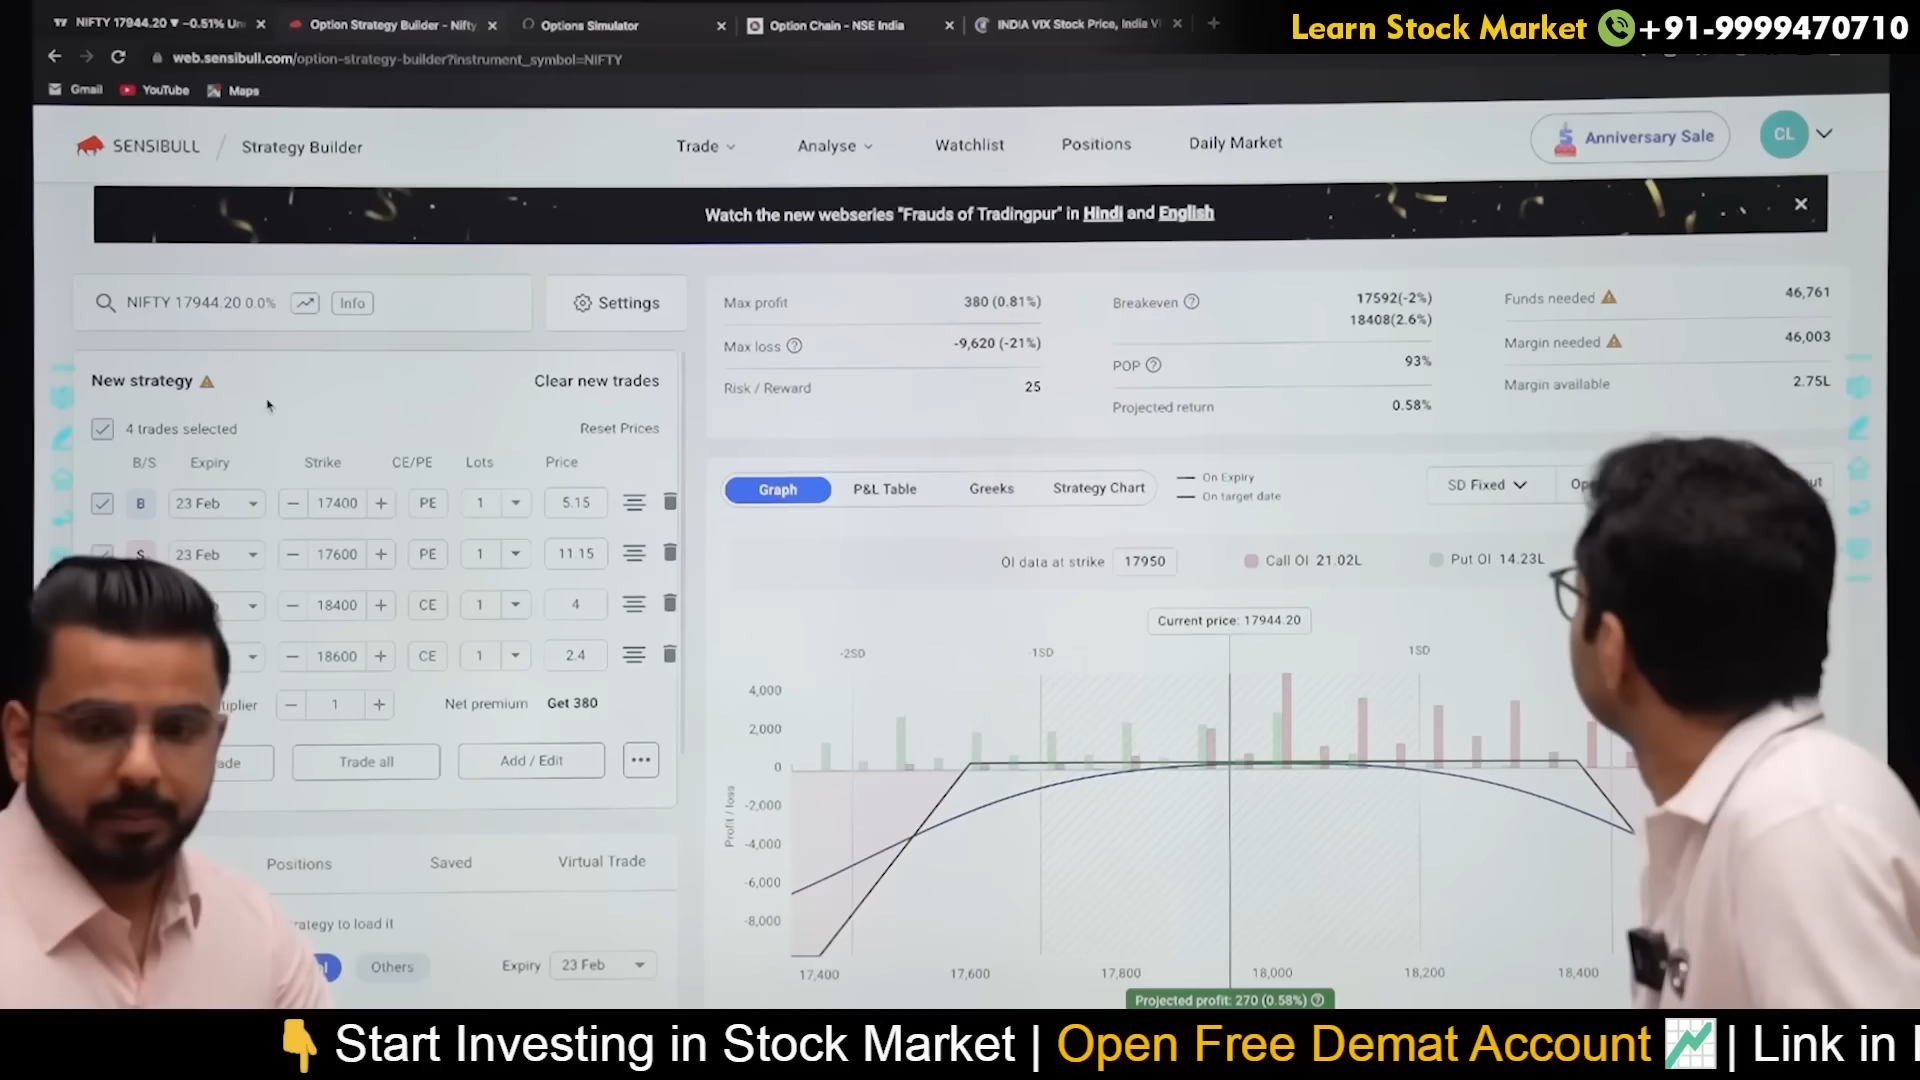 NIFTY 17944.20 ▼ −0.51% Un
Option Strategy Builder - Nifty
Options Simulator
Option Chain - NSE India
INDIA VIX Stock Price, India V
Learn Stock Market +91-9999470710
web.sensibull.com/option-strategy-builder?instrument_symbol=NIFTY
Gmail YouTube Maps
SENSIBULL / Strategy Builder
Trade Analyse Watchlist Positions Daily Market
Anniversary Sale CL
Watch the new webseries "Frauds of Tradingpur" in Hindi and English
NIFTY 17944.20 0.0% Info
Settings
Max profit 380 (0.81%)
Max loss -9,620 (-21%)
Risk / Reward 25
Breakeven 17592(-2%)
18408(2.6%)
POP 93%
Projected return 0.58%
Funds needed 46,761
Margin needed 46,003
Margin available 2.75L
New strategy Clear new trades
4 trades selected Reset Prices
B/S Expiry Strike CE/PE Lots Price
B 23 Feb − 17400 + PE 1 5.15
S 23 Feb − 17600 + PE 1 11.15
− 18400 + CE 1 4
− 18600 + CE 1 2.4
tiplier − 1 + Net premium Get 380
ade Trade all Add / Edit
Positions Saved Virtual Trade
rategy to load it
Others Expiry 23 Feb
Graph P&L Table Greeks Strategy Chart
On Expiry
On target date
SD Fixed Op ut
OI data at strike 17950 Call OI 21.02L Put OI 14.23L
Current price: 17944.20
-2SD -1SD 1SD
4,000
2,000
0
-2,000
-4,000
-6,000
-8,000
Profit / loss
17,400 17,600 17,800 18,000 18,200 18,400
Projected profit: 270 (0.58%)
Start Investing in Stock Market | Open Free Demat Account | Link in